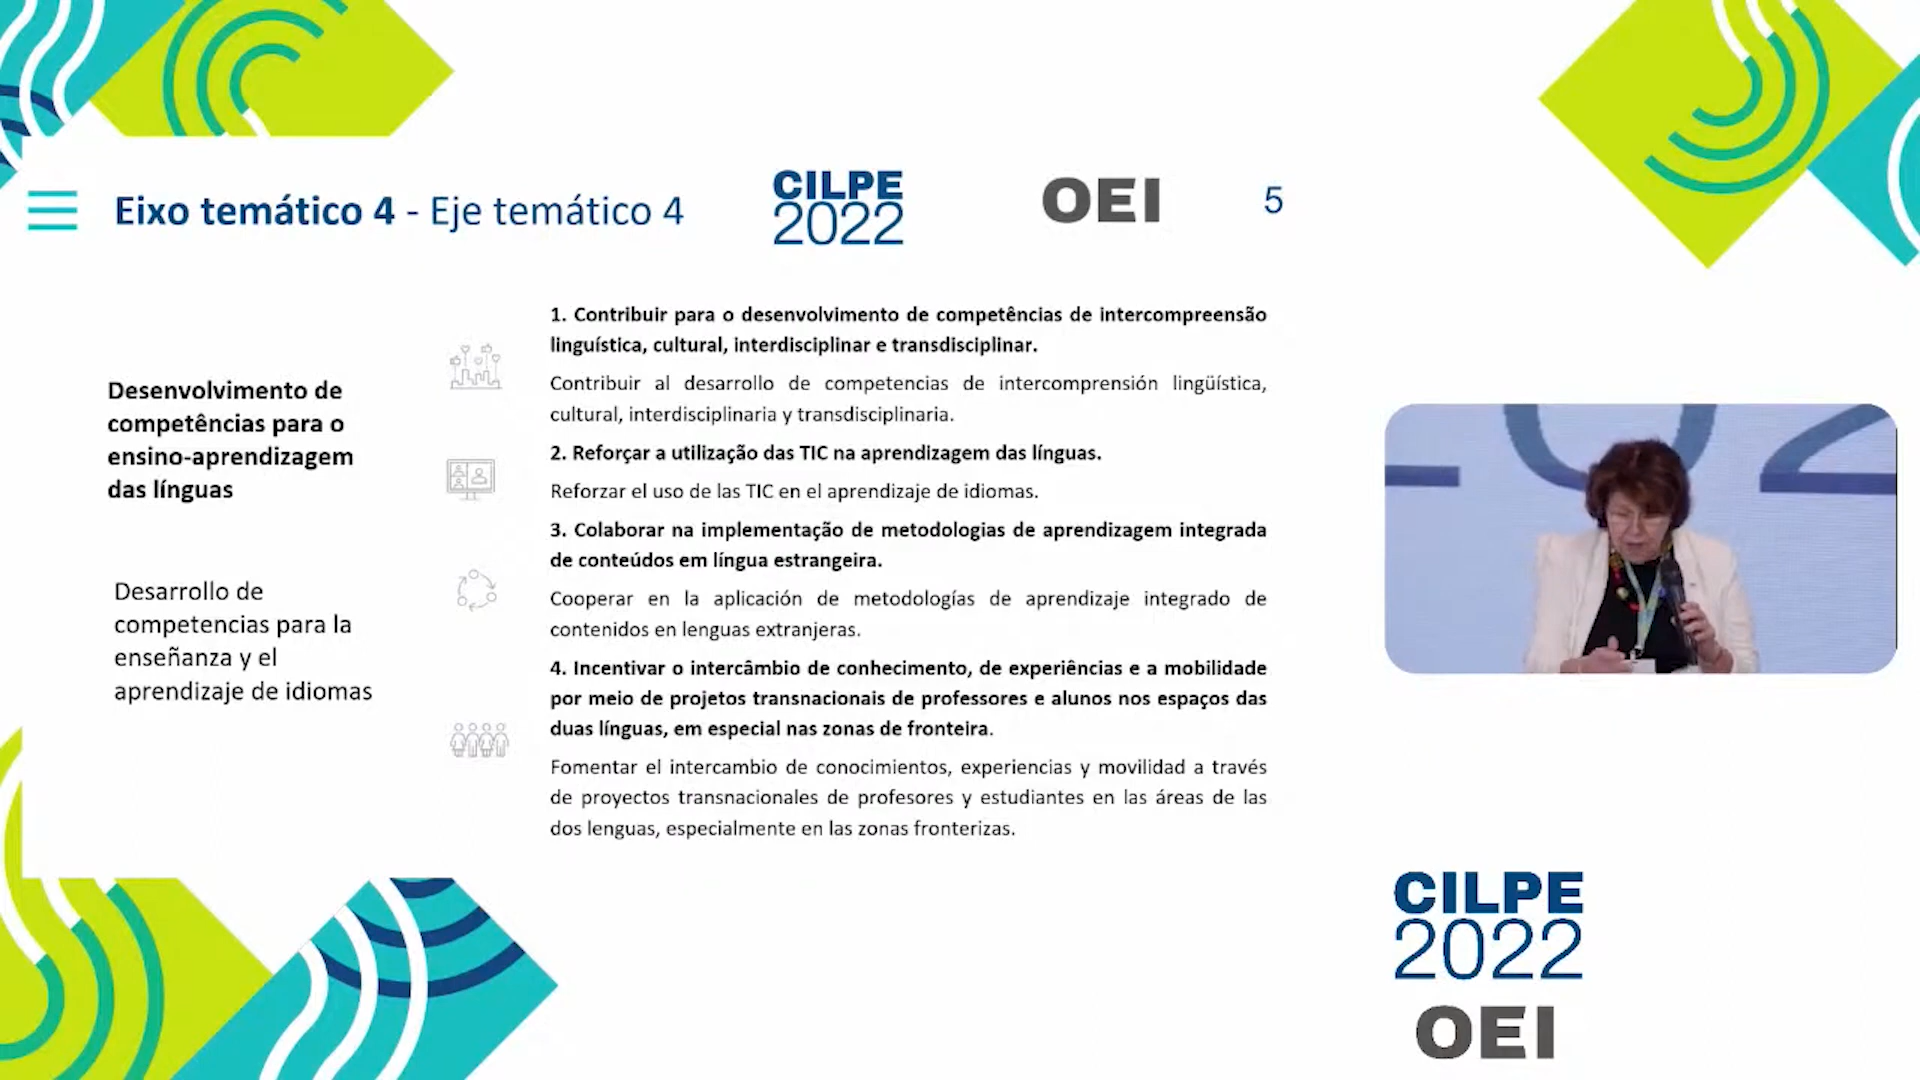 Eixo temático 4 - Eje temático 4
CILPE
2022
OEI
5
Desenvolvimento de
competências para o
ensino-aprendizagem
das línguas
Desarrollo de
competencias para la
enseñanza y el
aprendizaje de idiomas
1. Contribuir para o desenvolvimento de competências de intercompreensão
linguística, cultural, interdisciplinar e transdisciplinar.
Contribuir al desarrollo de competencias de intercomprensión lingüística,
cultural, interdisciplinaria y transdisciplinaria.
2. Reforçar a utilização das TIC na aprendizagem das línguas.
Reforzar el uso de las TIC en el aprendizaje de idiomas.
3. Colaborar na implementação de metodologias de aprendizagem integrada
de conteúdos em língua estrangeira.
Cooperar en la aplicación de metodologías de aprendizaje integrado de
contenidos en lenguas extranjeras.
4. Incentivar o intercâmbio de conhecimento, de experiências e a mobilidade
por meio de projetos transnacionais de professores e alunos nos espaços das
duas línguas, em especial nas zonas de fronteira.
Fomentar el intercambio de conocimientos, experiencias y movilidad a través
de proyectos transnacionales de profesores y estudiantes en las áreas de las
dos lenguas, especialmente en las zonas fronterizas.
202
CILPE
2022
OEI